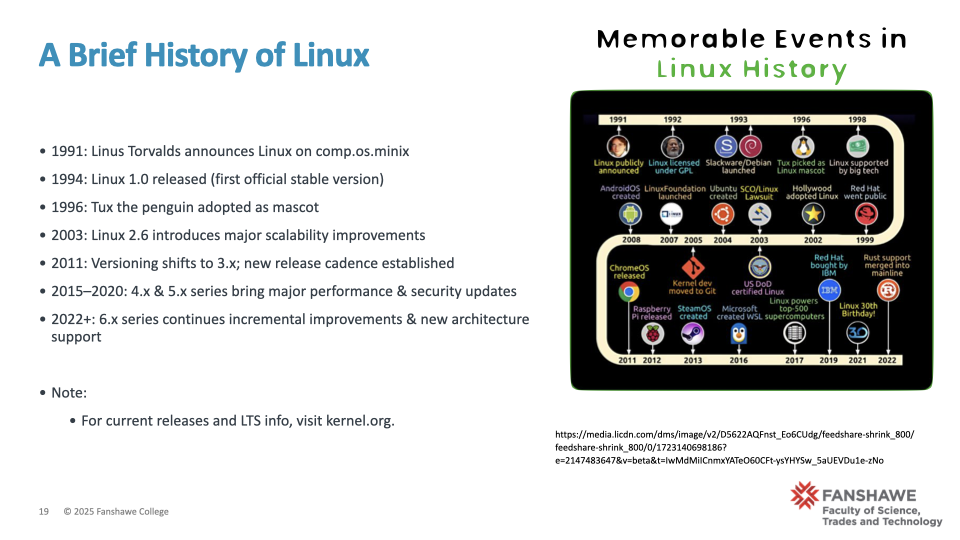 A Brief History of Linux
• 1991: Linus Torvalds announces Linux on comp.os.minix
• 1994: Linux 1.0 released (first official stable version)
• 1996: Tux the penguin adopted as mascot
• 2003: Linux 2.6 introduces major scalability improvements
• 2011: Versioning shifts to 3.x; new release cadence established
• 2015–2020: 4.x & 5.x series bring major performance & security updates
• 2022+: 6.x series continues incremental improvements & new architecture
support
• Note:
• For current releases and LTS info, visit kernel.org.
Memorable Events in
Linux History
1991 1992 1993 1996 1998
Linux publicly
announced
Linux licensed
under GPL
Slackware/Debian
launched
Tux picked as
Linux mascot
Linux supported
by big tech
AndroidOS
created
LinuxFoundation
launched
Ubuntu
created
SCO/Linux
Lawsuit
Hollywood
adopted Linux
Red Hat
went public
LINUX
2008 2007 2005 2004 2003 2002 1999
ChromeOS
released
Kernel dev
moved to Git
US DoD
certified Linux
Red Hat
bought by
IBM
IBM
Rust support
merged into
mainline
Raspberry
Pi released
SteamOS
created
Microsoft
created WSL
Linux powers
top-500
supercomputers
Linux 30th
Birthday!
30
2011 2012 2013 2016 2017 2019 2021 2022
https://media.licdn.com/dms/image/v2/D5622AQFnst_Eo6CUdg/feedshare-shrink_800/
feedshare-shrink_800/0/1723140698186?
e=2147483647&v=beta&t=IwMdMilCnmxYATeO60CFt-ysYHYSw_5aUEVDu1e-zNo
19 © 2025 Fanshawe College
FANSHAWE
Faculty of Science,
Trades and Technology